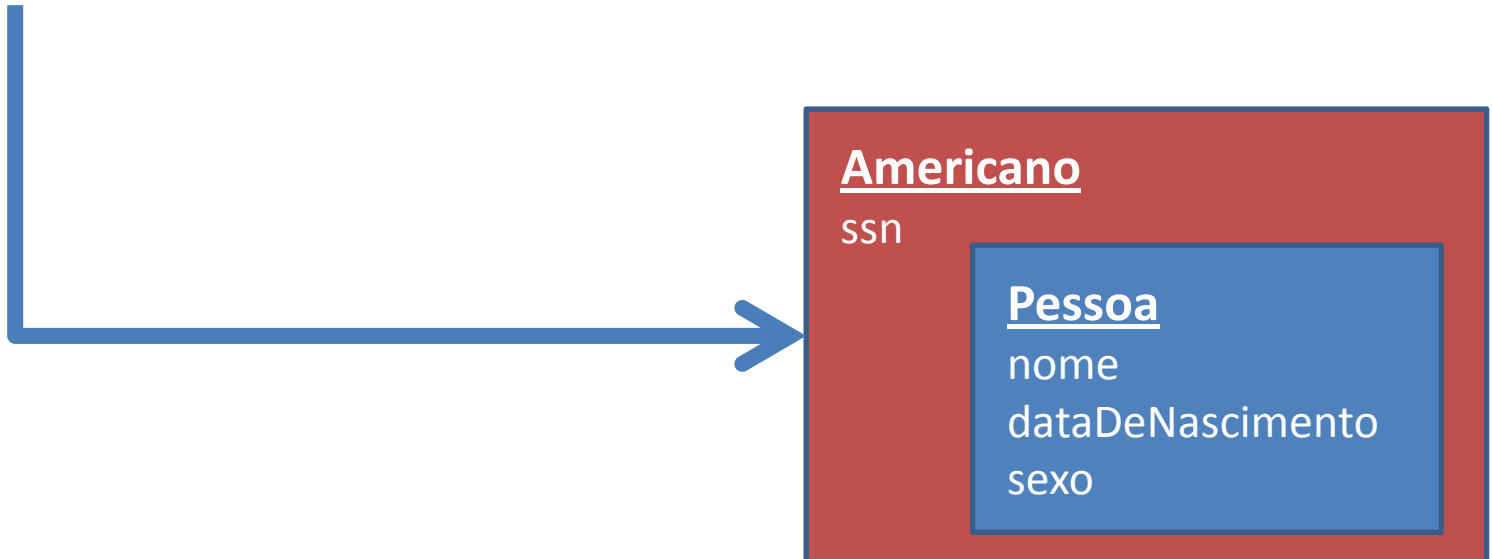 Americano
ssn
Pessoa
nome
dataDeNascimento
sexo